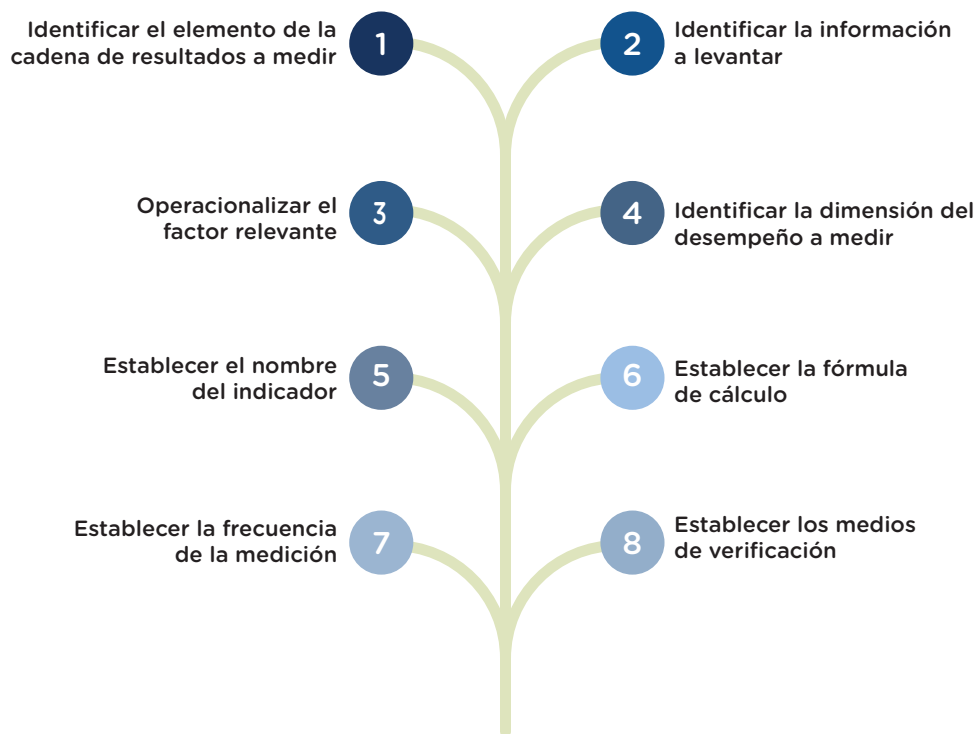 1
Identificar el elemento de la
cadena de resultados a medir
2
Identificar la información
a levantar
3
Operacionalizar el
factor relevante
4
Identificar la dimensión del
desempeño a medir
5
Establecer el nombre
del indicador
6
Establecer la fórmula
de cálculo
7
Establecer la frecuencia
de la medición
8
Establecer los medios
de verificación